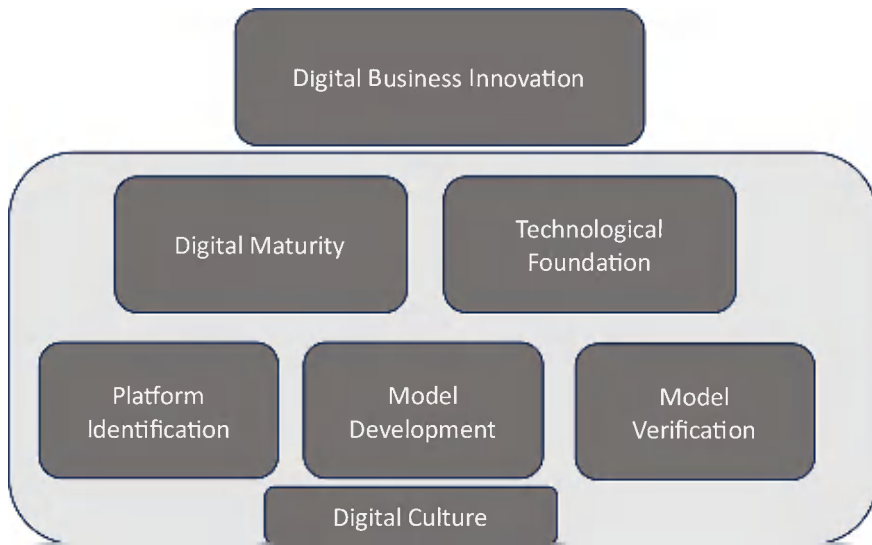 Digital Business Innovation
Digital Maturity
Technological
Foundation
Platform
Identification
Model
Development
Model
Verification
Digital Culture